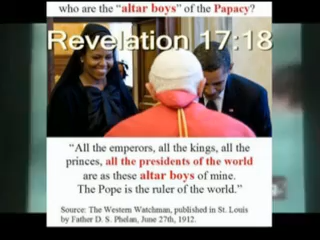 who are the “altar boys” of the Papacy?
Revelation 17:18
“All the emperors, all the kings, all the
princes, all the presidents of the world
are as these altar boys of mine.
The Pope is the ruler of the world.”
Source: The Western Watchman, published in St. Louis
by Father D. S. Phelan, June 27th, 1912.